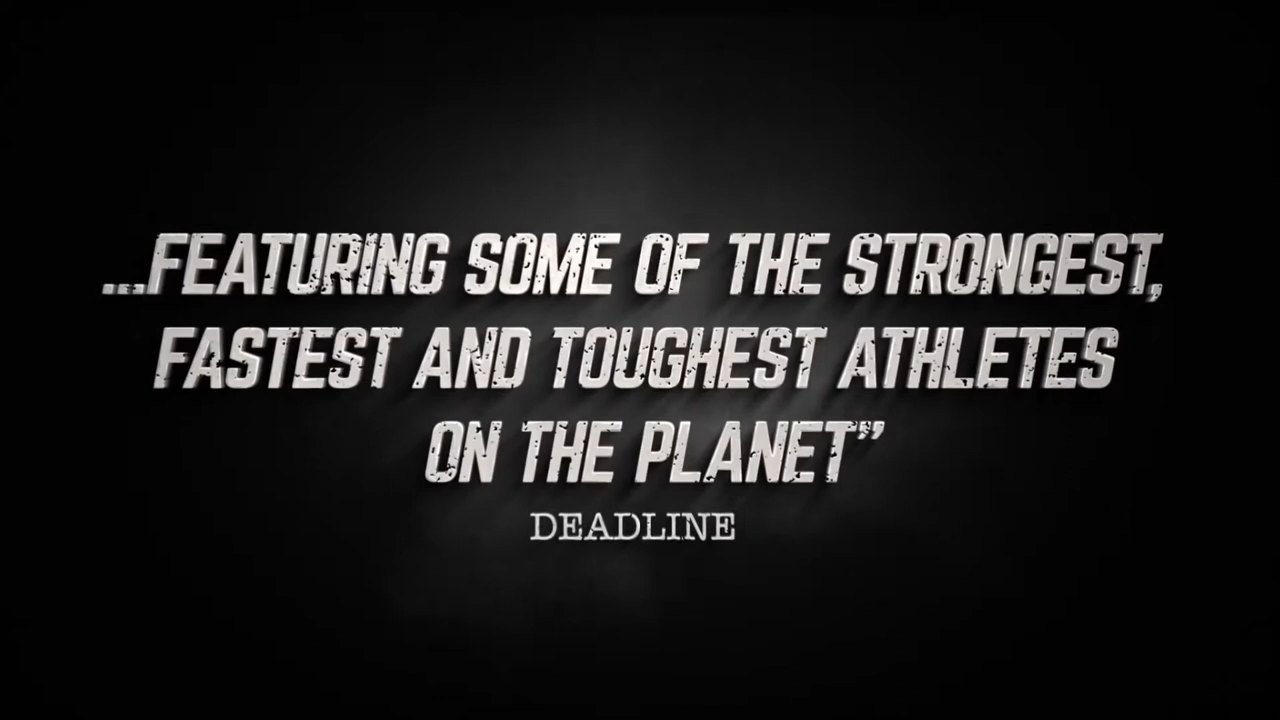 ...FEATURING SOME OF THE STRONGEST,
FASTEST AND TOUGHEST ATHLETES
ON THE PLANET”
DEADLINE